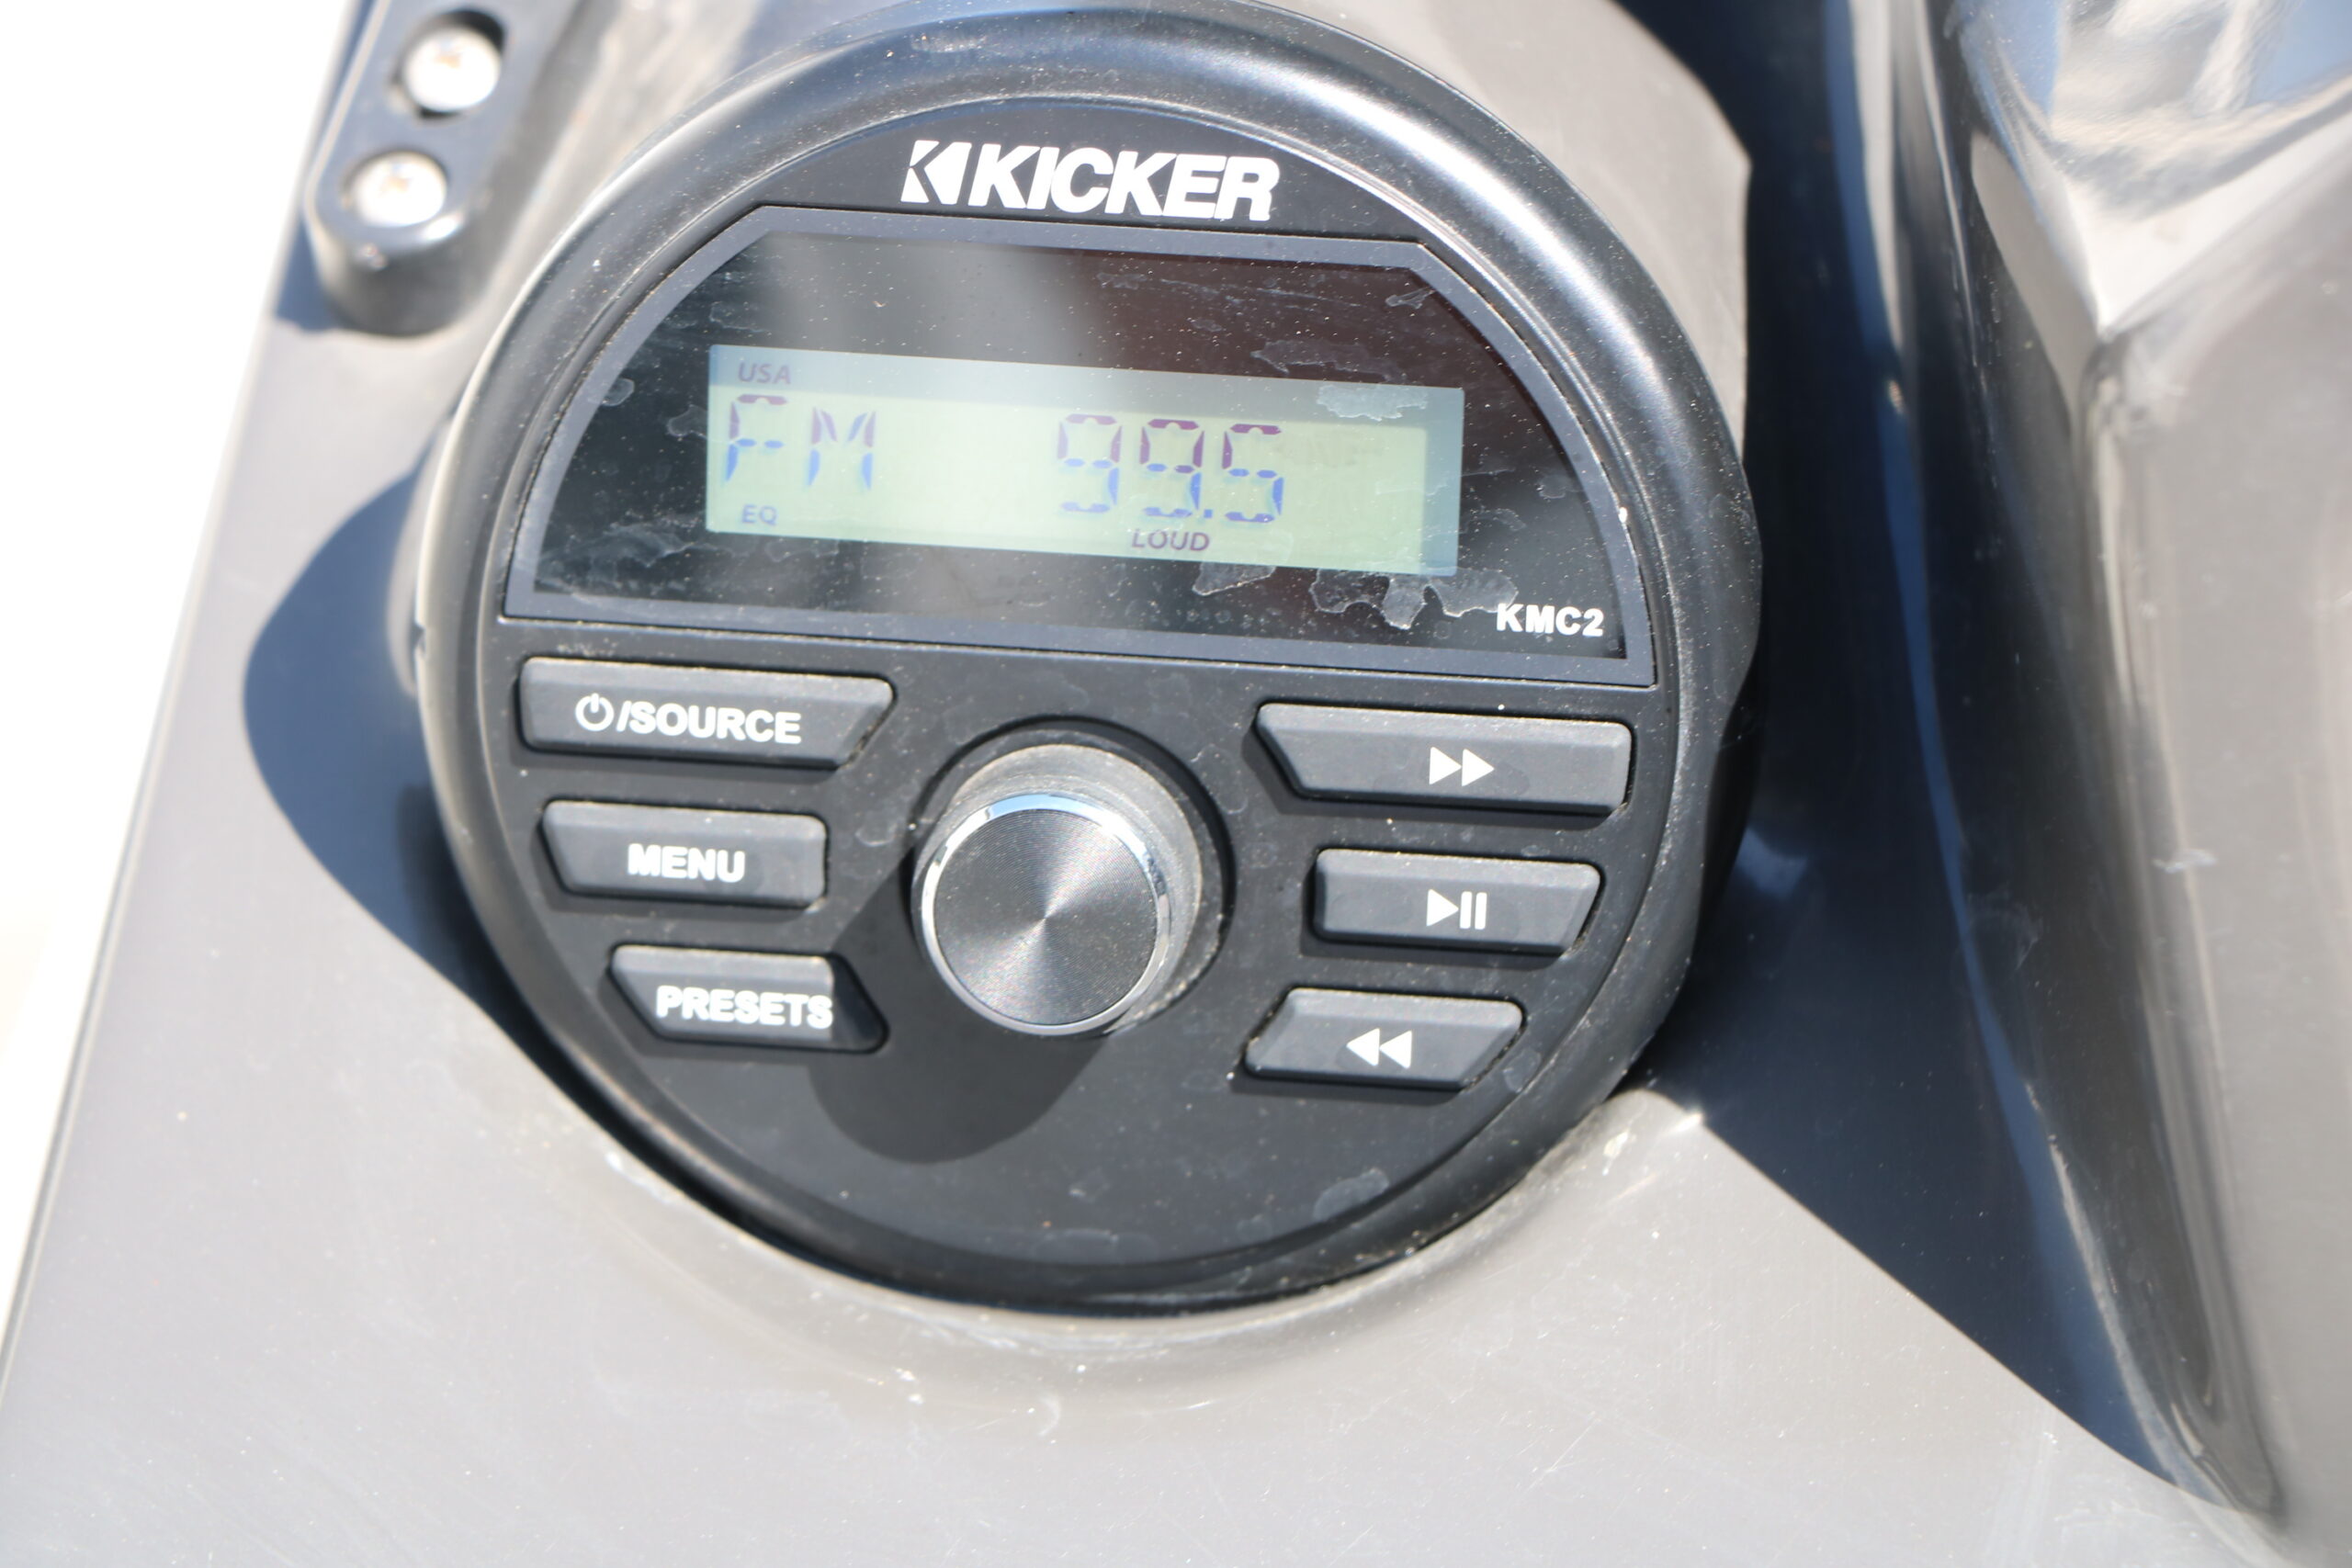 KICKER
USA
FM 99.5
EQ
LOUD
KMC2
/SOURCE
MENU
PRESETS